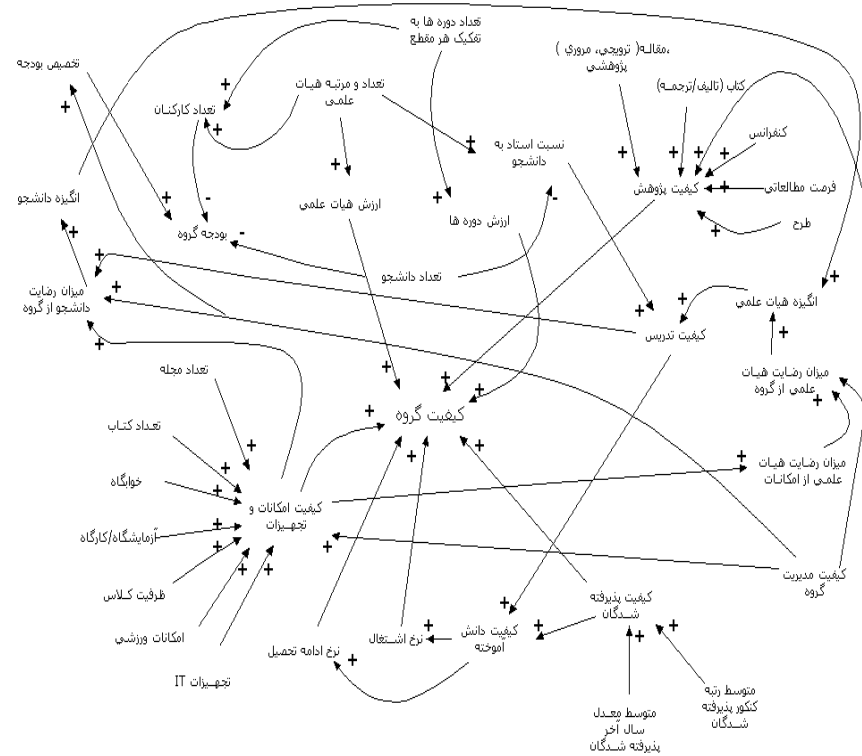 تعداد دوره ها به
تفکیک هر مقطع
مقاله( ترویجي، مروري )،
پژوهشي
تخصیص بودجه
تعداد و مرتبه هیات
علمی
کتاب (تالیف/ترجمه)
تعداد کارکنان
نسبت استاد به
دانشجو
کنفرانس
کیفیت پژوهش
فرصت مطالعاتی
انگیزه دانشجو
ارزش هیات علمی
ارزش دوره ها
طرح
بودجه گروه
تعداد دانشجو
میزان رضایت
دانشجو از گروه
انگیزه هیات علمی
کیفیت تدریس
تعداد مجله
میزان رضایت هیات
علمی از گروه
کیفیت گروه
تعداد کتاب
میزان رضایت هیات
علمی از امکانات
خوابگاه
کیفیت امکانات و
تجهیزات
آزمایشگاه/کارگاه
کیفیت مدیریت
گروه
ظرفیت کلاس
کیفیت پذیرفته
شدگان
امکانات ورزشي
نرخ ادامه تحصیل
نرخ اشتغال
کیفیت دانش
آموخته
تجهیزات IT
متوسط معدل
سال آخر
پذیرفته شدگان
متوسط رتبه
کنکور پذیرفته
شدگان